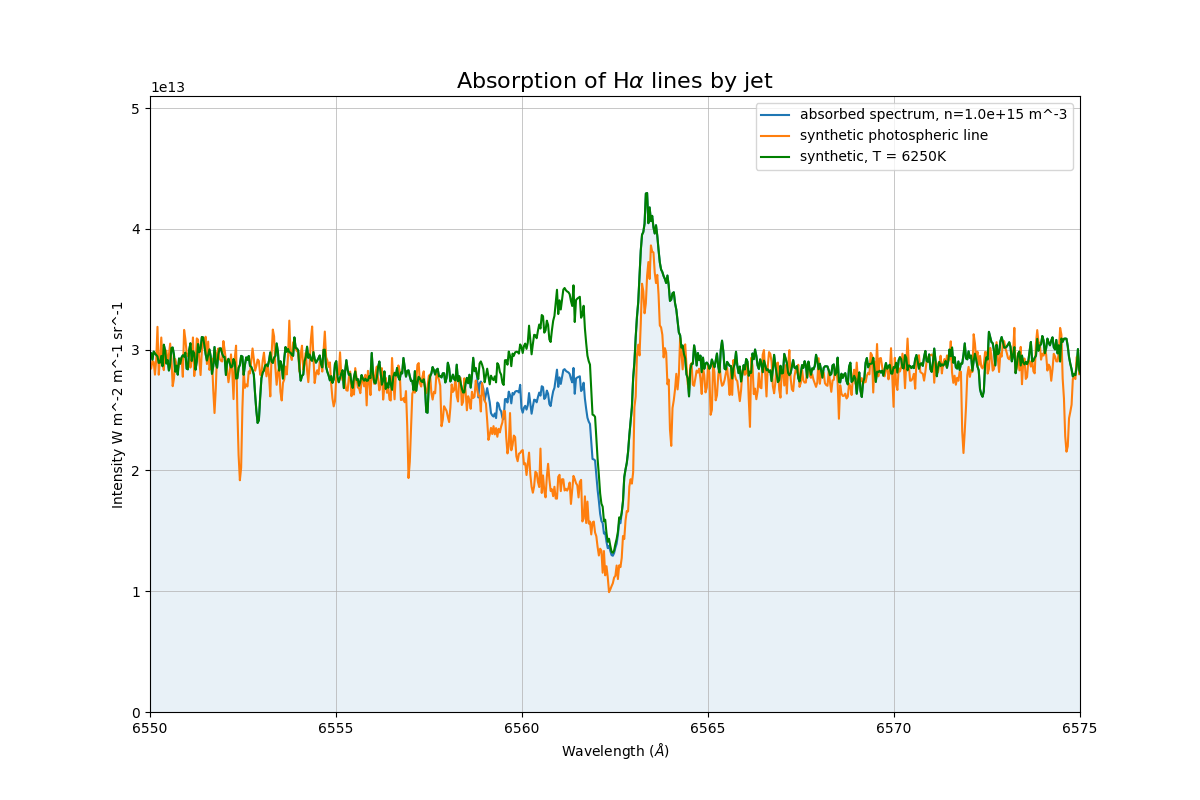 Absorption of Hα lines by jet
1e13
absorbed spectrum, n=1.0e+15 m^-3
synthetic photospheric line
synthetic, T = 6250K
5
4
3
2
1
0
Intensity W m^-2 m^-1 sr^-1
6550 6555 6560 6565 6570 6575
Wavelength (Å)